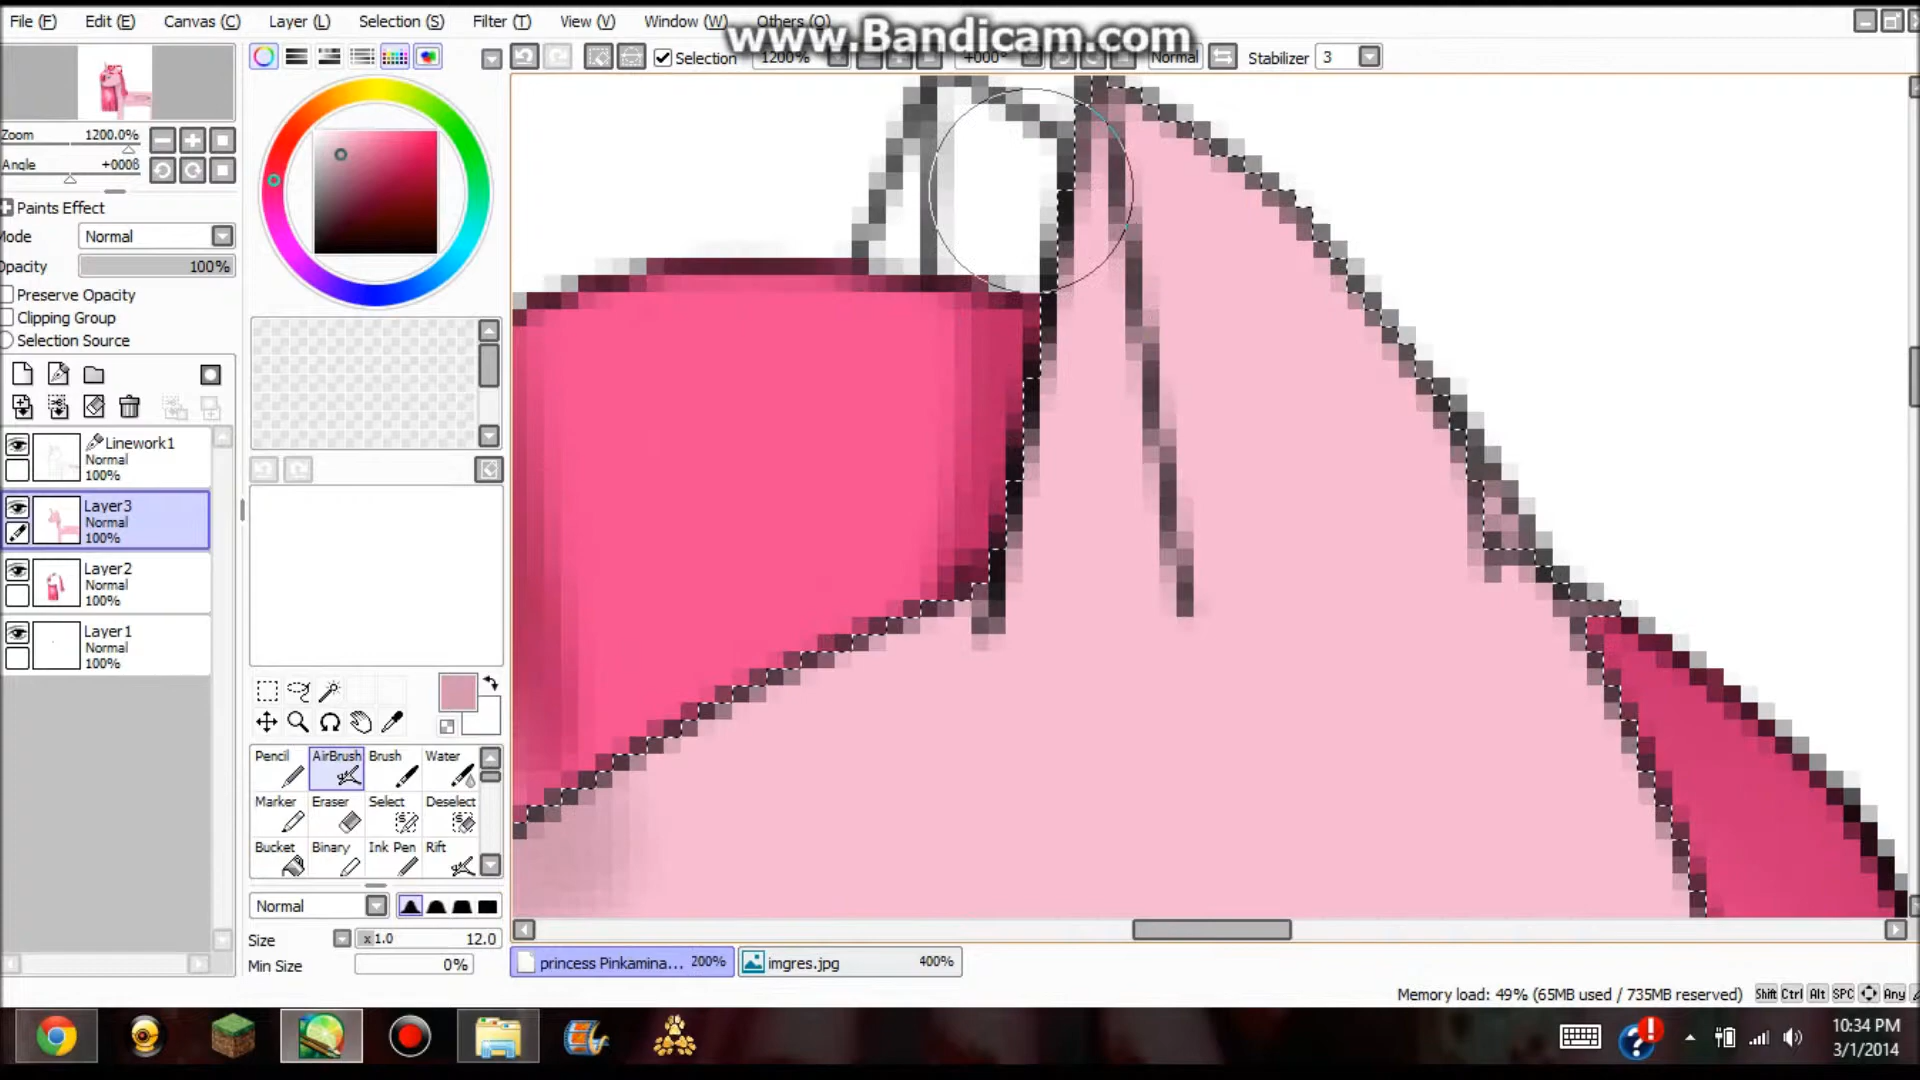 File (F) Edit (E) Canvas (C) Layer (L) Selection (S) Filter (T) View (V) Window (W) Others (O)
www.Bandicam.com
Selection 1200% +000° Normal Stabilizer 3
Zoom 1200.0%
Angle +000ß
Paints Effect
Mode Normal
Opacity 100%
Preserve Opacity
Clipping Group
Selection Source
Linework1
Normal
100%
Layer3
Normal
100%
Layer2
Normal
100%
Layer1
Normal
100%
Pencil AirBrush Brush Water
Marker Eraser Select Deselect
Bucket Binary Ink Pen Rift
Normal
Size x1.0 12.0
Min Size 0%
princess Pinkamina... 200% imgres.jpg 400%
Memory load: 49% (65MB used / 735MB reserved) Shift Ctrl Alt SPC Any
10:34 PM
3/1/2014